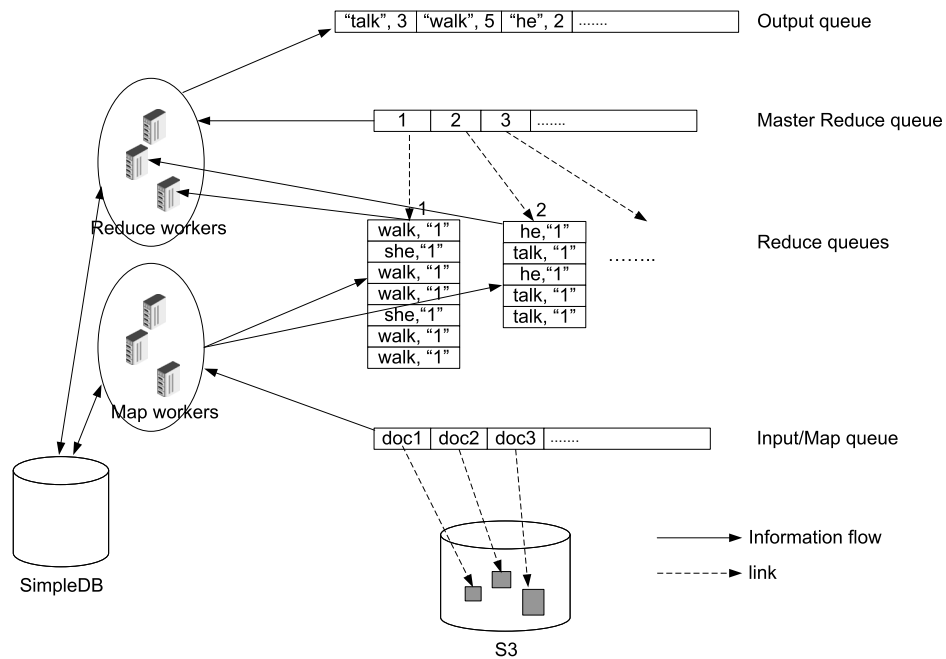 “talk”, 3 “walk”, 5 “he”, 2 ....... Output queue
1 2 3 ....... Master Reduce queue
Reduce workers
1
walk, “1”
she,“1”
walk, “1”
walk, “1”
she,“1”
walk, “1”
walk, “1”
2
he,“1”
talk, “1”
he,“1”
talk, “1”
talk, “1”
........
Reduce queues
Map workers
doc1 doc2 doc3 ....... Input/Map queue
SimpleDB
S3
Information flow
link